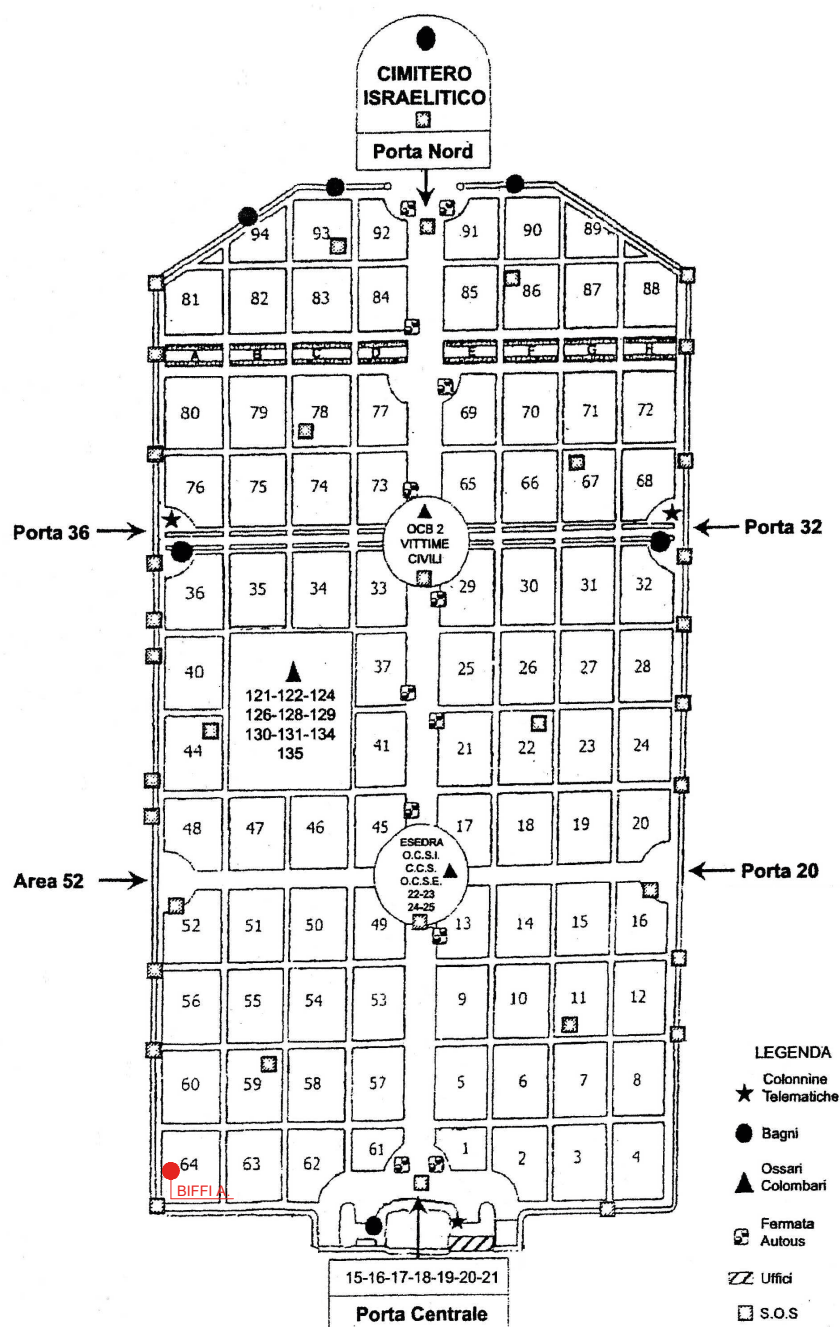 CIMITERO
ISRAELITICO
Porta Nord
94 93 92 91 90 89
81 82 83 84 85 86 87 88
A B C D E F G H
80 79 78 77 69 70 71 72
76 75 74 73 65 66 67 68
Porta 36
OCB 2
VITTIME
CIVILI
Porta 32
36 35 34 33 29 30 31 32
40 37 25 26 27 28
121-122-124
126-128-129
130-131-134
135
44 41 21 22 23 24
48 47 46 45 17 18 19 20
ESEDRA
O.C.S.I.
C.C.S.
O.C.S.E.
22-23
24-25
Area 52
Porta 20
52 51 50 49 13 14 15 16
56 55 54 53 9 10 11 12
60 59 58 57 5 6 7 8
64 63 62 61 1 2 3 4
BIFFI A.
15-16-17-18-19-20-21
Porta Centrale
LEGENDA
Colonnine
Telematiche
Bagni
Ossari
Colombari
Fermata
Autous
Uffici
S.O.S